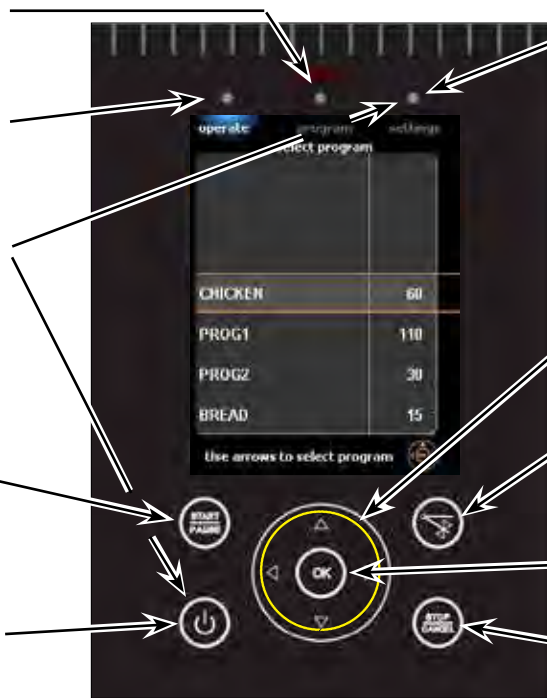 operate program settings
Select program
CHICKEN 60
PROG1 110
PROG2 30
BREAD 15
Use arrows to select program
START
PAUSE
OK
STOP
CANCEL